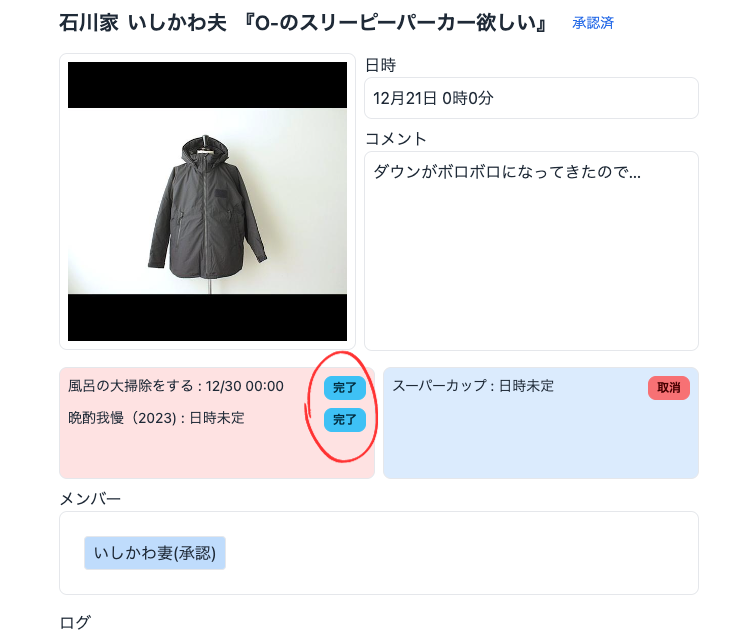 石川家 いしかわ夫 『O-のスリーピーパーカー欲しい』 承認済
日時
12月21日 0時0分
コメント
ダウンがボロボロになってきたので...
風呂の大掃除をする : 12/30 00:00 完了
晩酌我慢（2023) : 日時未定 完了
スーパーカップ : 日時未定 取消
メンバー
いしかわ妻(承認)
ログ